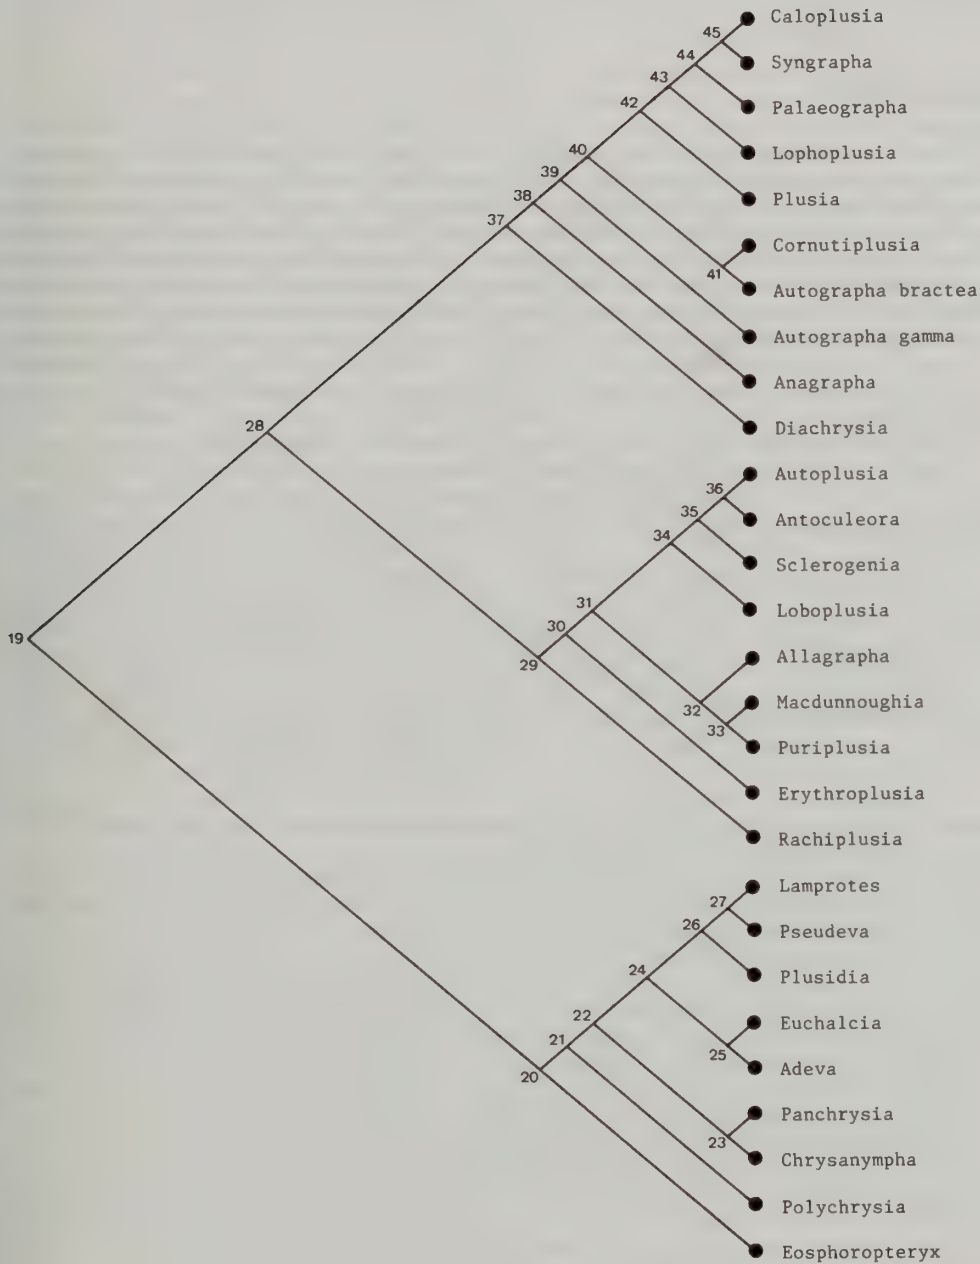 Caloplusia
45
Syngrapha
44
43
Palaeographa
42
Lophoplusia
40
39
Plusia
38
37
Cornutiplusia
41
Autographa bractea
Autographa gamma
Anagrapha
28
Diachrysia
Autoplusia
36
35
Antoculeora
34
Sclerogenia
31
Loboplusia
30
19
29
Allagrapha
32
Macdunnoughia
33
Puriplusia
Erythroplusia
Rachiplusia
Lamprotes
27
26
Pseudeva
24
Plusidia
22
Euchalcia
21
25
20
Adeva
Panchrysia
23
Chrysanympha
Polychrysia
Eosphoropteryx